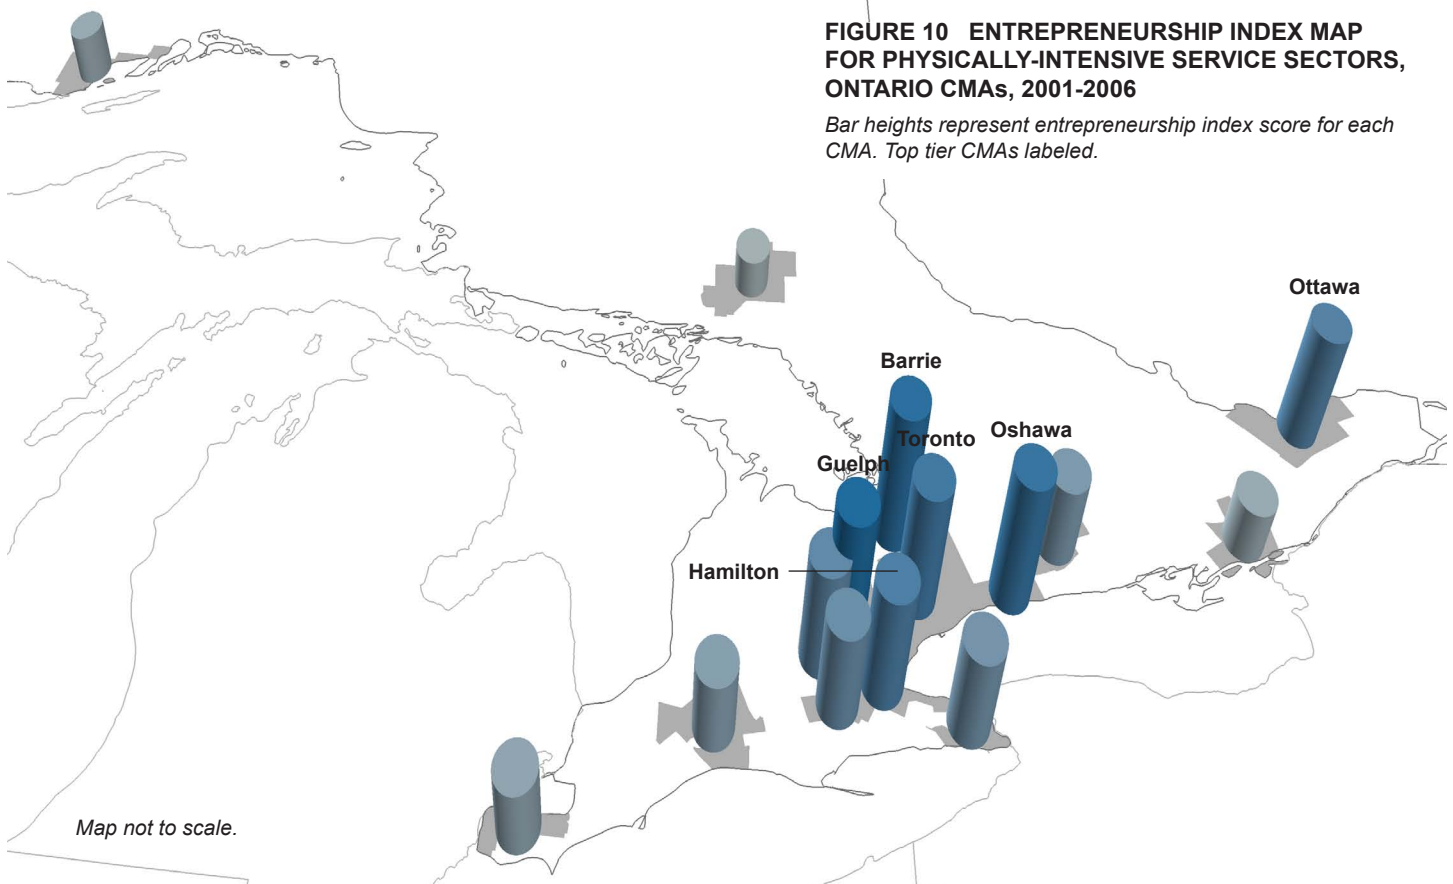 FIGURE 10 ENTREPRENEURSHIP INDEX MAP
FOR PHYSICALLY-INTENSIVE SERVICE SECTORS,
ONTARIO CMAs, 2001-2006
Bar heights represent entrepreneurship index score for each
CMA. Top tier CMAs labeled.
Ottawa
Barrie
Toronto
Oshawa
Guelph
Hamilton
Map not to scale.